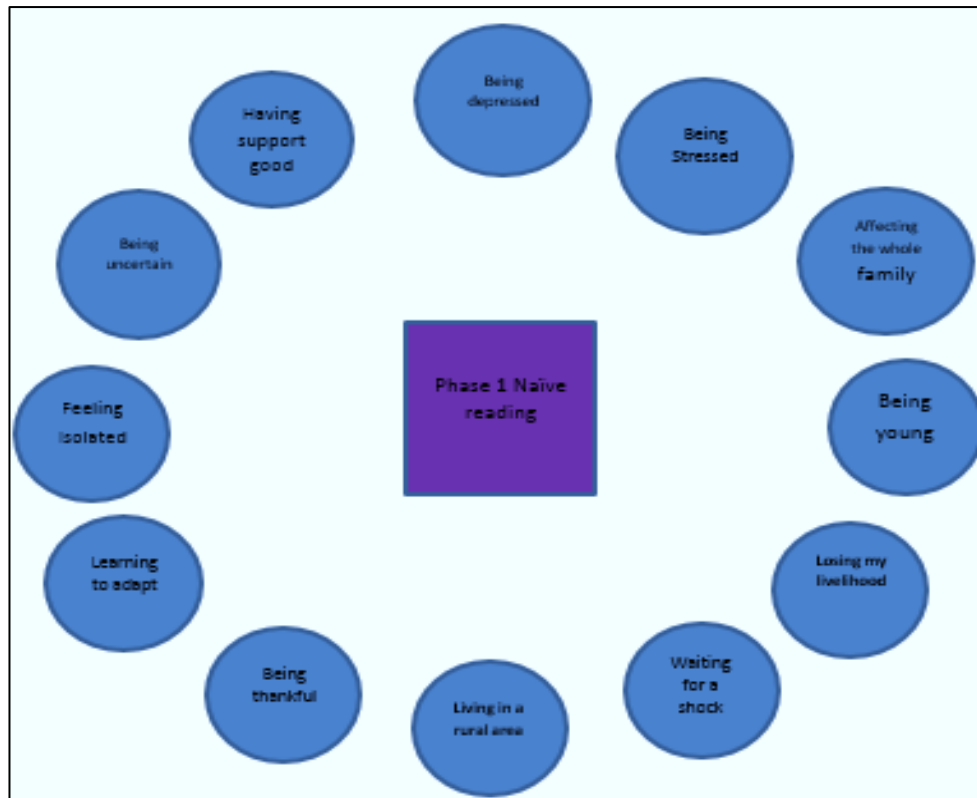 Being
depressed
Being
Stressed
Affecting
the whole
family
Being
young
Losing my
livelihood
Waiting
for a
shock
Living in a
rural area
Being
thankful
Learning
to adapt
Feeling
Isolated
Being
uncertain
Having
support
good
Phase 1 Naïve
reading